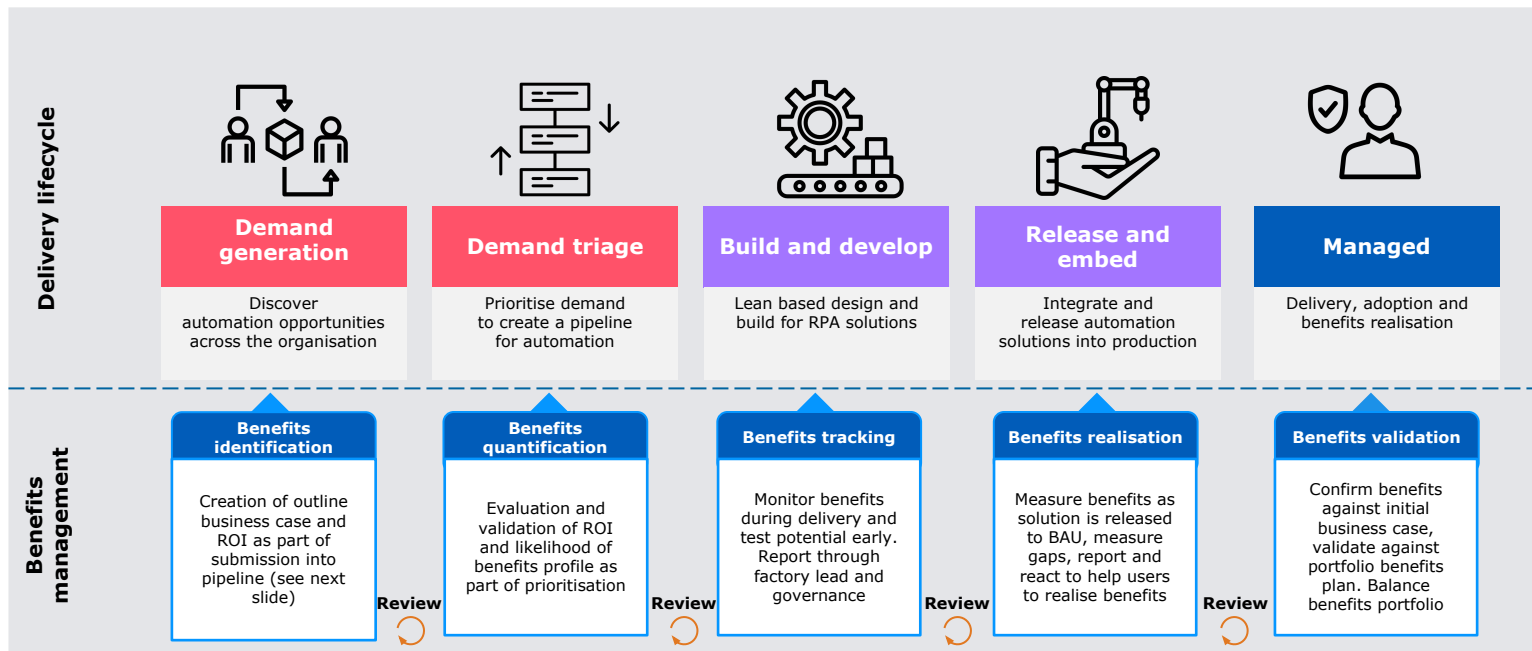 Delivery lifecycle
Demand
generation
Discover
automation opportunities
across the organisation
Demand triage
Prioritise demand
to create a pipeline
for automation
Build and develop
Lean based design and
build for RPA solutions
Release and
embed
Integrate and
release automation
solutions into production
Managed
Delivery, adoption and
benefits realisation
Benefits
management
Benefits
identification
Creation of outline
business case and
ROI as part of
submission into
pipeline (see next
slide)
Review
Benefits
quantification
Evaluation and
validation of ROI
and likelihood of
benefits profile as
part of prioritisation
Review
Benefits tracking
Monitor benefits
during delivery and
test potential early.
Report through
factory lead and
governance
Review
Benefits realisation
Measure benefits as
solution is released
to BAU, measure
gaps, report and
react to help users
to realise benefits
Review
Benefits validation
Confirm benefits
against initial
business case,
validate against
portfolio benefits
plan. Balance
benefits portfolio